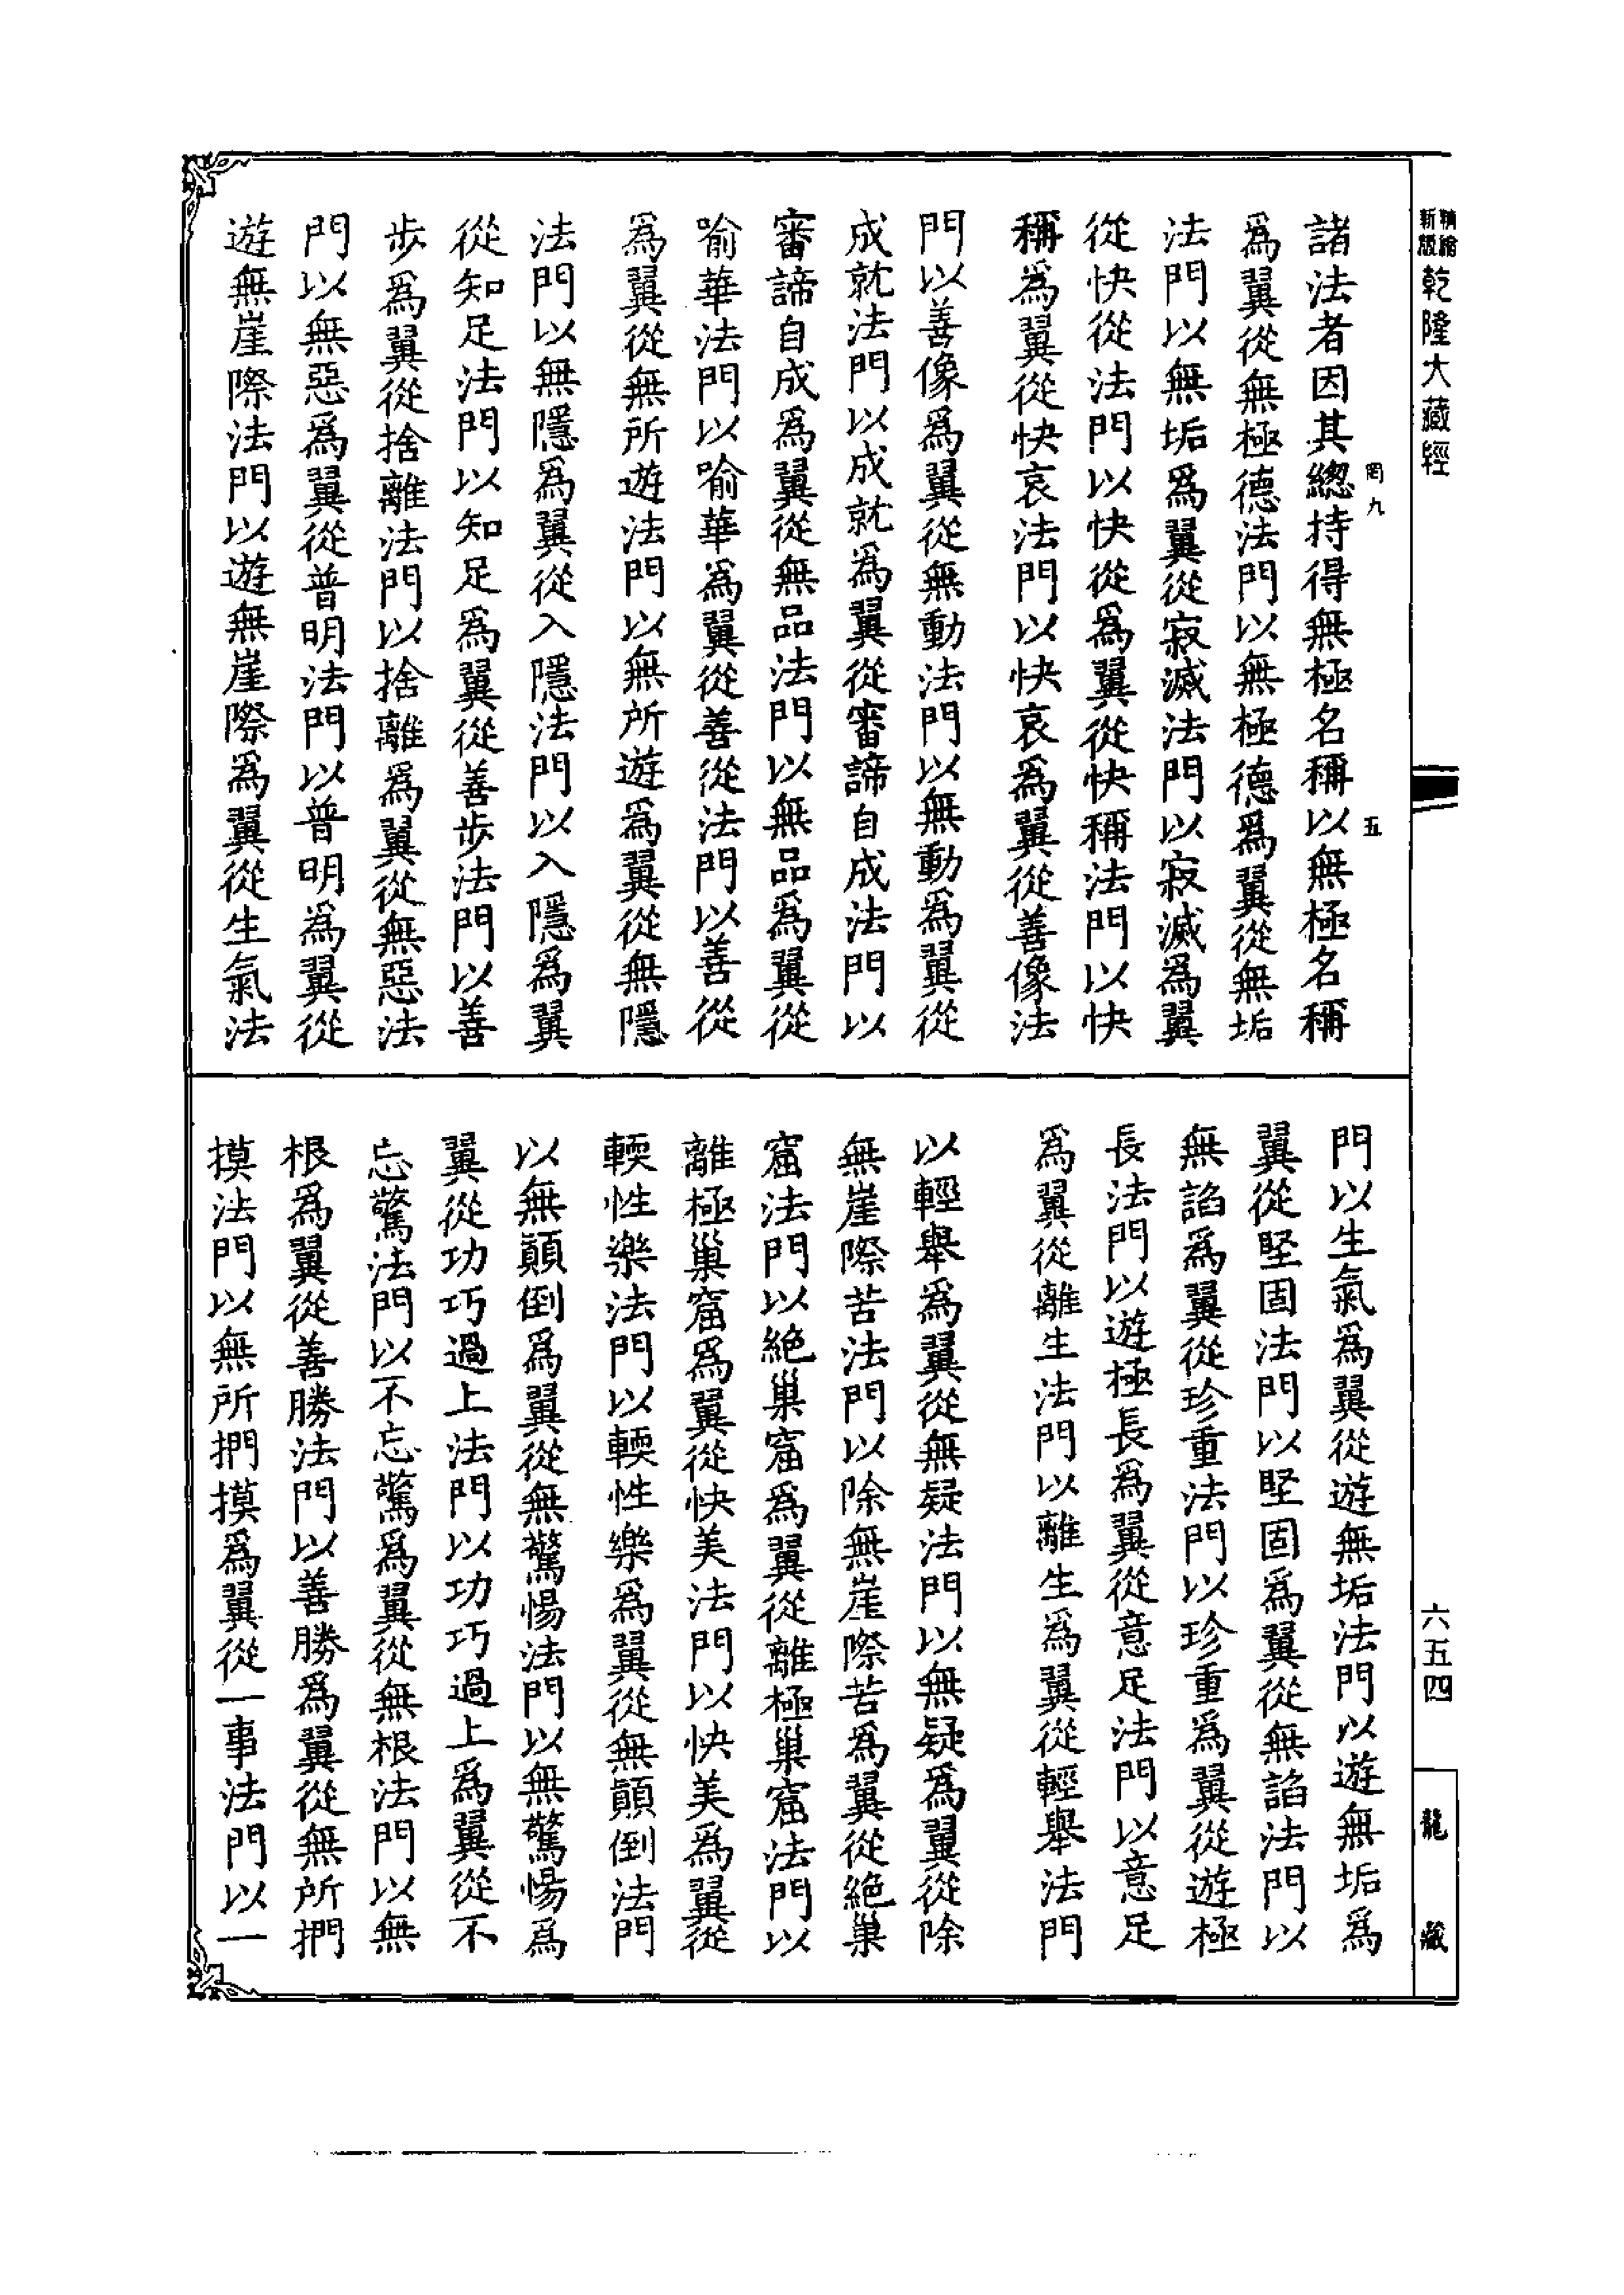 精繪新版乾隆大藏經
罔九 五
諸法者因其緫持得無極名稱以無極名稱
爲翼從無極德法門以無極德爲翼從無垢
法門以無垢爲翼從寂滅法門以寂滅爲翼
從快從法門以快從爲翼從快稱法門以快
稱爲翼從快哀法門以快哀爲翼從善像法
門以善像爲翼從無動法門以無動爲翼從
成就法門以成就爲翼從審諦自成法門以
審諦自成爲翼從無品法門以無品爲翼從
喻華法門以喻華爲翼從善從法門以善從
爲翼從無所遊法門以無所遊爲翼從無隱
法門以無隱爲翼從入隱法門以入隱爲翼
從知足法門以知足爲翼從善步法門以善
步爲翼從捨離法門以捨離爲翼從無惡法
門以無惡爲翼從普明法門以普明爲翼從
遊無崖際法門以遊無崖際爲翼從生氣法
門以生氣爲翼從遊無垢法門以遊無垢爲
翼從堅固法門以堅固爲翼從無諂法門以
無諂爲翼從珍重法門以珍重爲翼從遊極
長法門以遊極長爲翼從意足法門以意足
爲翼從離生法門以離生爲翼從輕舉法門
以輕舉爲翼從無疑法門以無疑爲翼從除
無崖際苦法門以除無崖際苦爲翼從絕巢
窟法門以絕巢窟爲翼從離極巢窟法門以
離極巢窟爲翼從快美法門以快美爲翼從
輭性樂法門以輭性樂爲翼從無顛倒法門
以無顛倒爲翼從無驚惕法門以無驚惕爲
翼從功巧過上法門以功巧過上爲翼從不
忘驚法門以不忘驚爲翼從無根法門以無
根爲翼從善勝法門以善勝爲翼從無所捫
摸法門以無所捫摸爲翼從一事法門以一
六五四
龍藏